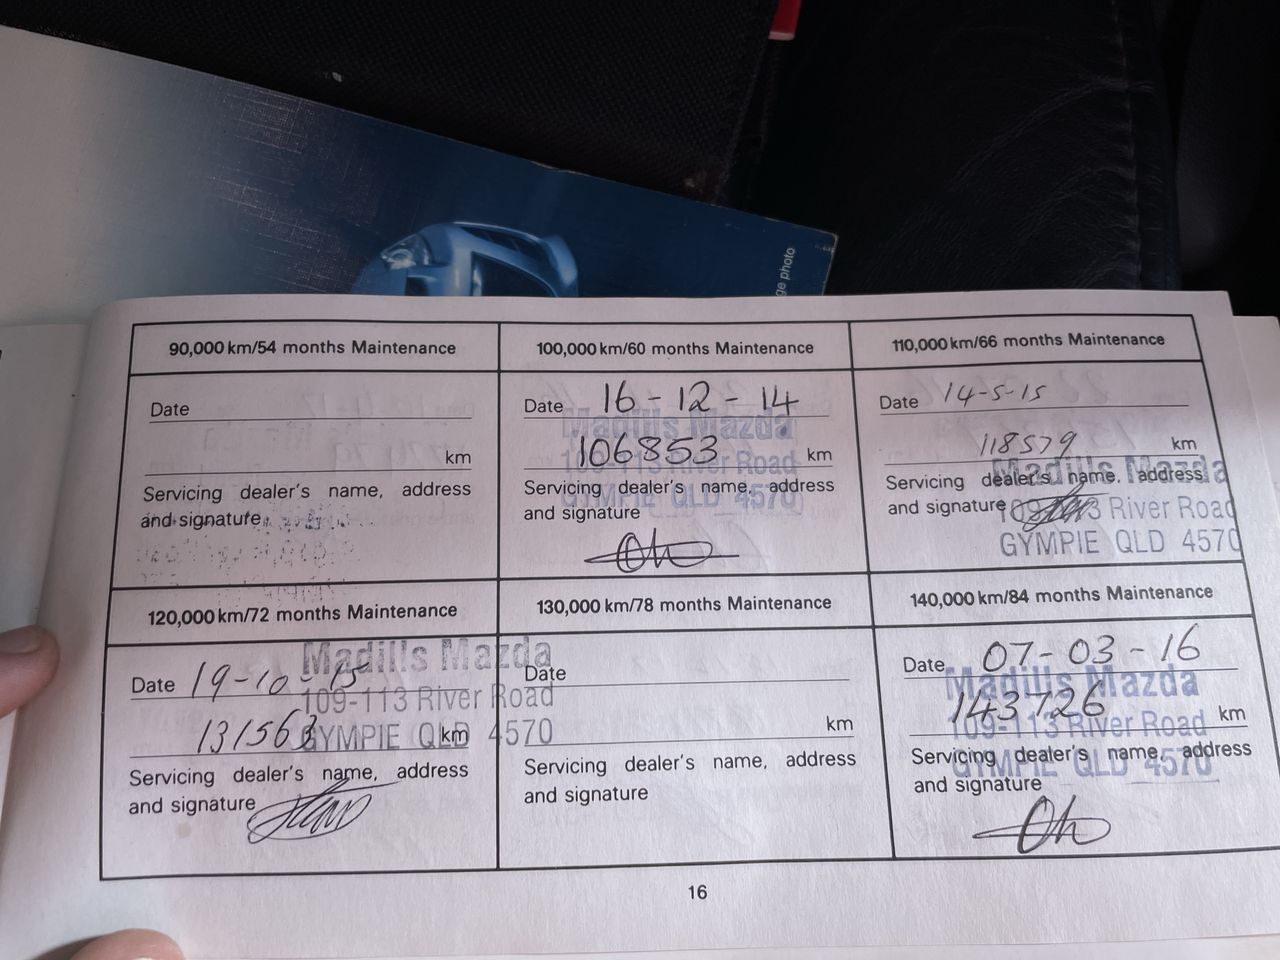 ge photo
90,000 km/54 months Maintenance
Date
km
Servicing dealer's name, address
and signature
100,000 km/60 months Maintenance
Date 16-12-14
106853 km
Servicing dealer's name, address
and signature
Madills Mazda
109-113 River Road
GYMPIE QLD 4570
110,000 km/66 months Maintenance
Date 14-5-15
118579 km
Servicing dealer's name, address
and signature
Madills Mazda
109-113 River Road
GYMPIE QLD 4570
120,000 km/72 months Maintenance
Date 19-10-15
131563 km
Servicing dealer's name, address
and signature
Madills Mazda
109-113 River Road
GYMPIE QLD 4570
130,000 km/78 months Maintenance
Date
km
Servicing dealer's name, address
and signature
140,000 km/84 months Maintenance
Date 07-03-16
143726 km
Servicing dealer's name, address
and signature
Madills Mazda
109-113 River Road
GYMPIE QLD 4570
16